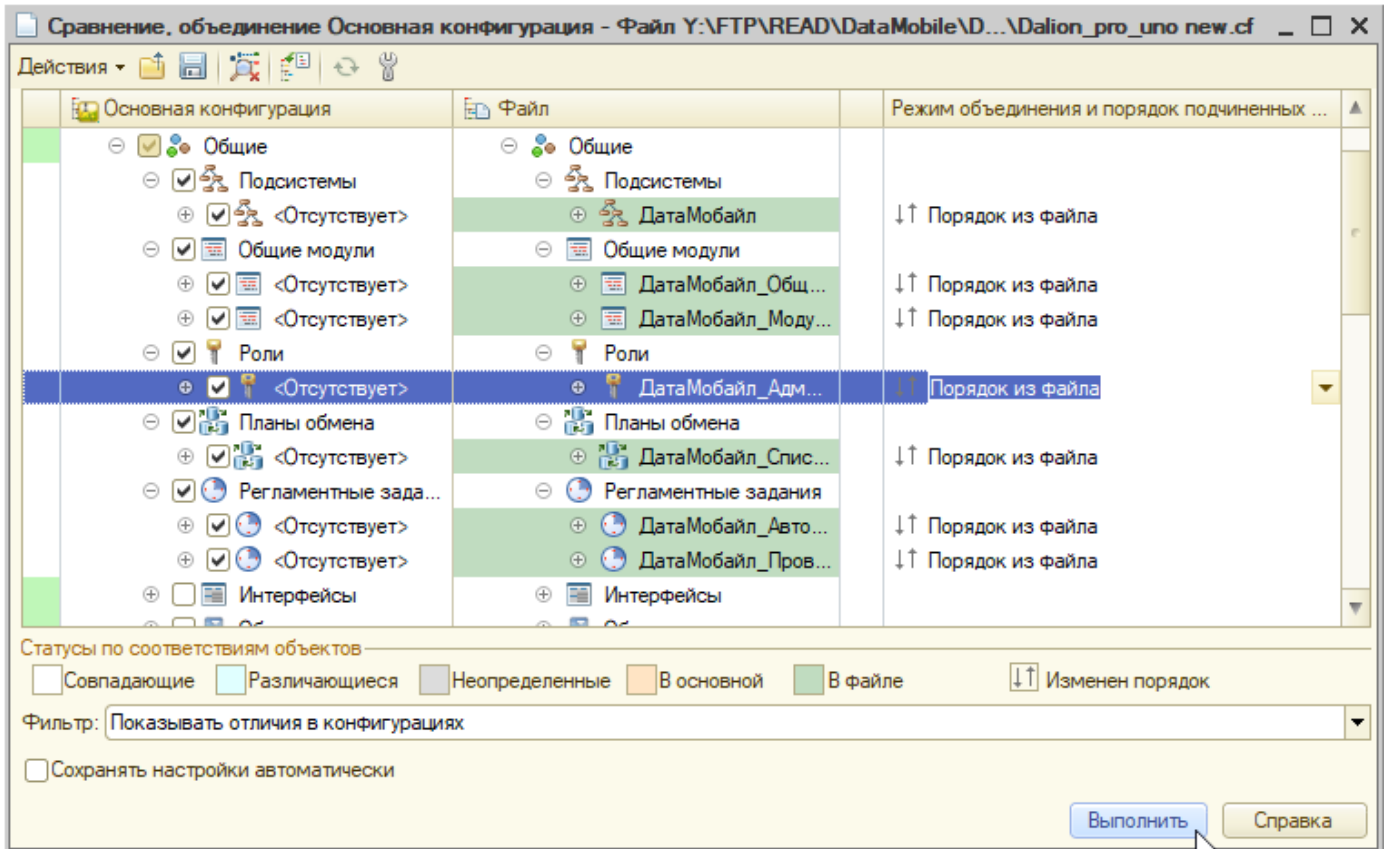 Сравнение, объединение Основная конфигурация - Файл Y:\FTP\READ\DataMobile\D...\Dalion_pro_uno new.cf
Действия
Основная конфигурация Файл Режим объединения и порядок подчиненных ...
Общие Общие
Подсистемы Подсистемы
<Отсутствует> ДатаМобайл Порядок из файла
Общие модули Общие модули
<Отсутствует> ДатаМобайл_Общ... Порядок из файла
<Отсутствует> ДатаМобайл_Моду... Порядок из файла
Роли Роли
<Отсутствует> ДатаМобайл_Адм... Порядок из файла
Планы обмена Планы обмена
<Отсутствует> ДатаМобайл_Спис... Порядок из файла
Регламентные зада... Регламентные задания
<Отсутствует> ДатаМобайл_Авто... Порядок из файла
<Отсутствует> ДатаМобайл_Пров... Порядок из файла
Интерфейсы Интерфейсы
Статусы по соответствиям объектов
Совпадающие Различающиеся Неопределенные В основной В файле Изменен порядок
Фильтр: Показывать отличия в конфигурациях
Сохранять настройки автоматически
Выполнить Справка